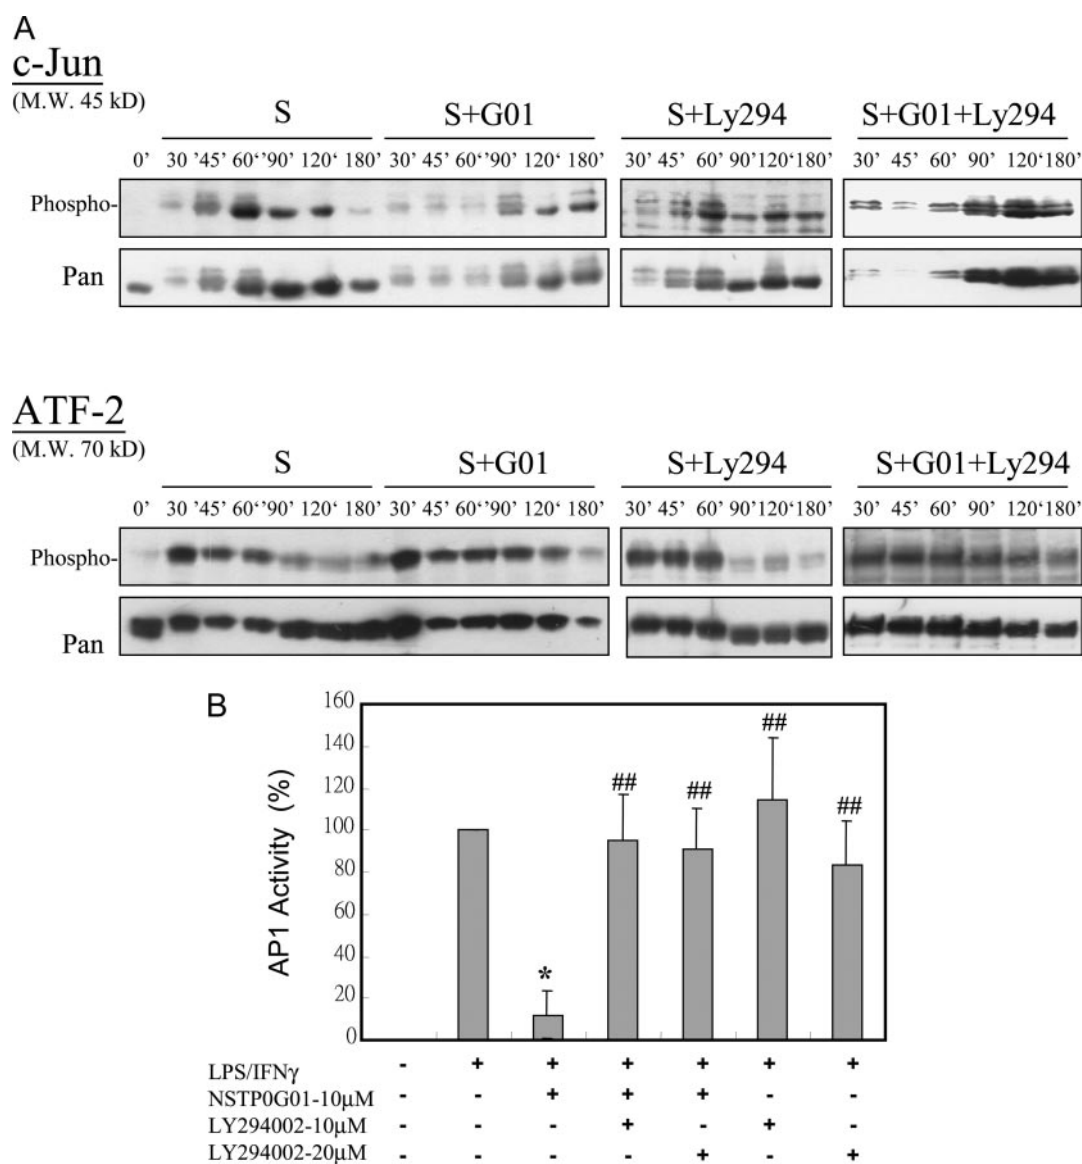 A
c-Jun
(M.W. 45 kD)
S S+G01 S+Ly294 S+G01+Ly294
0' 30' 45' 60' 90' 120' 180' 30' 45' 60' 90' 120' 180' 30' 45' 60' 90' 120' 180' 30' 45' 60' 90' 120' 180'
Phospho-
Pan
ATF-2
(M.W. 70 kD)
S S+G01 S+Ly294 S+G01+Ly294
0' 30' 45' 60' 90' 120' 180' 30' 45' 60' 90' 120' 180' 30' 45' 60' 90' 120' 180' 30' 45' 60' 90' 120' 180'
Phospho-
Pan
B
AP1 Activity (%)
160
140
120
100
80
60
40
20
0
* ## ## ## ##
LPS/IFNγ - + + + + + +
NSTP0G01-10μM - - + + + - -
LY294002-10μM - - - + - + -
LY294002-20μM - - - - + - +